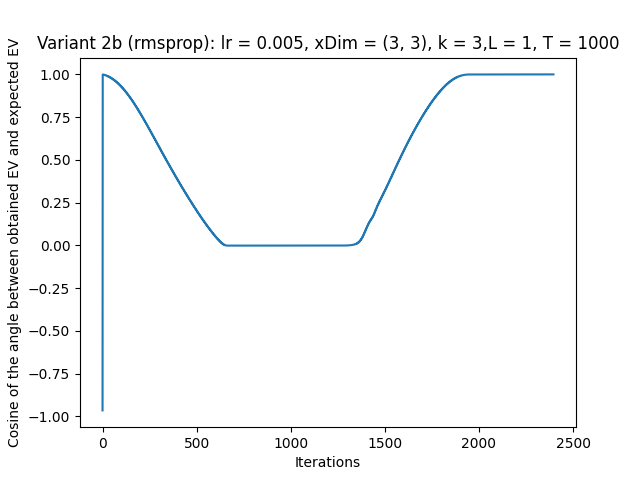 Variant 2b (rmsprop): lr = 0.005, xDim = (3, 3), k = 3,L = 1, T = 1000
Cosine of the angle between obtained EV and expected EV
1.00
0.75
0.50
0.25
0.00
−0.25
−0.50
−0.75
−1.00
0 500 1000 1500 2000 2500
Iterations